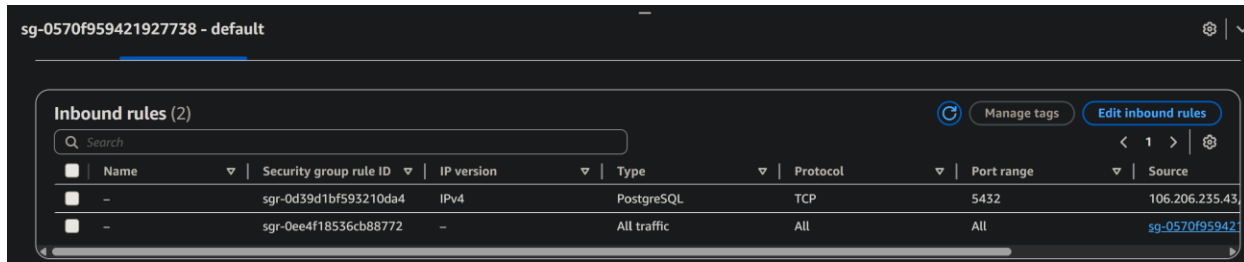 sg-0570f959421927738 - default
Inbound rules (2)
Manage tags
Edit inbound rules
Search
1
Name Security group rule ID IP version Type Protocol Port range Source
– sgr-0d39d1bf593210da4 IPv4 PostgreSQL TCP 5432 106.206.235.43/
– sgr-0ee4f18536cb88772 – All traffic All All sg-0570f95942